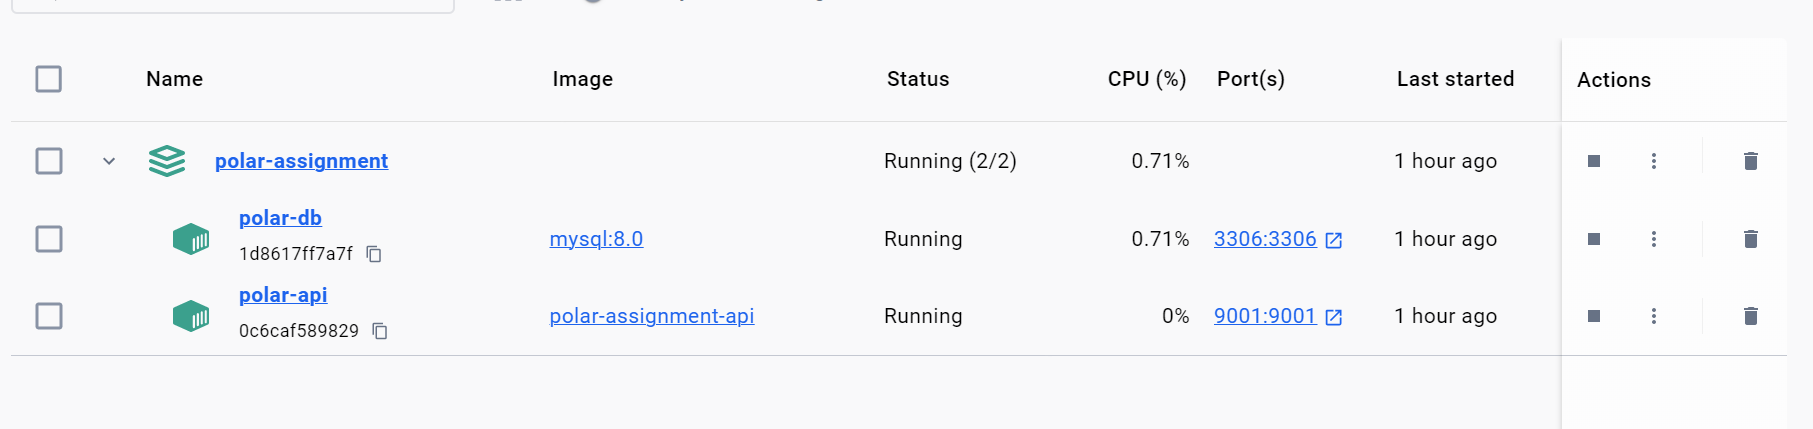 Name Image Status CPU (%) Port(s) Last started Actions
polar-assignment Running (2/2) 0.71% 1 hour ago
polar-db
1d8617ff7a7f mysql:8.0 Running 0.71% 3306:3306 1 hour ago
polar-api
0c6caf589829 polar-assignment-api Running 0% 9001:9001 1 hour ago